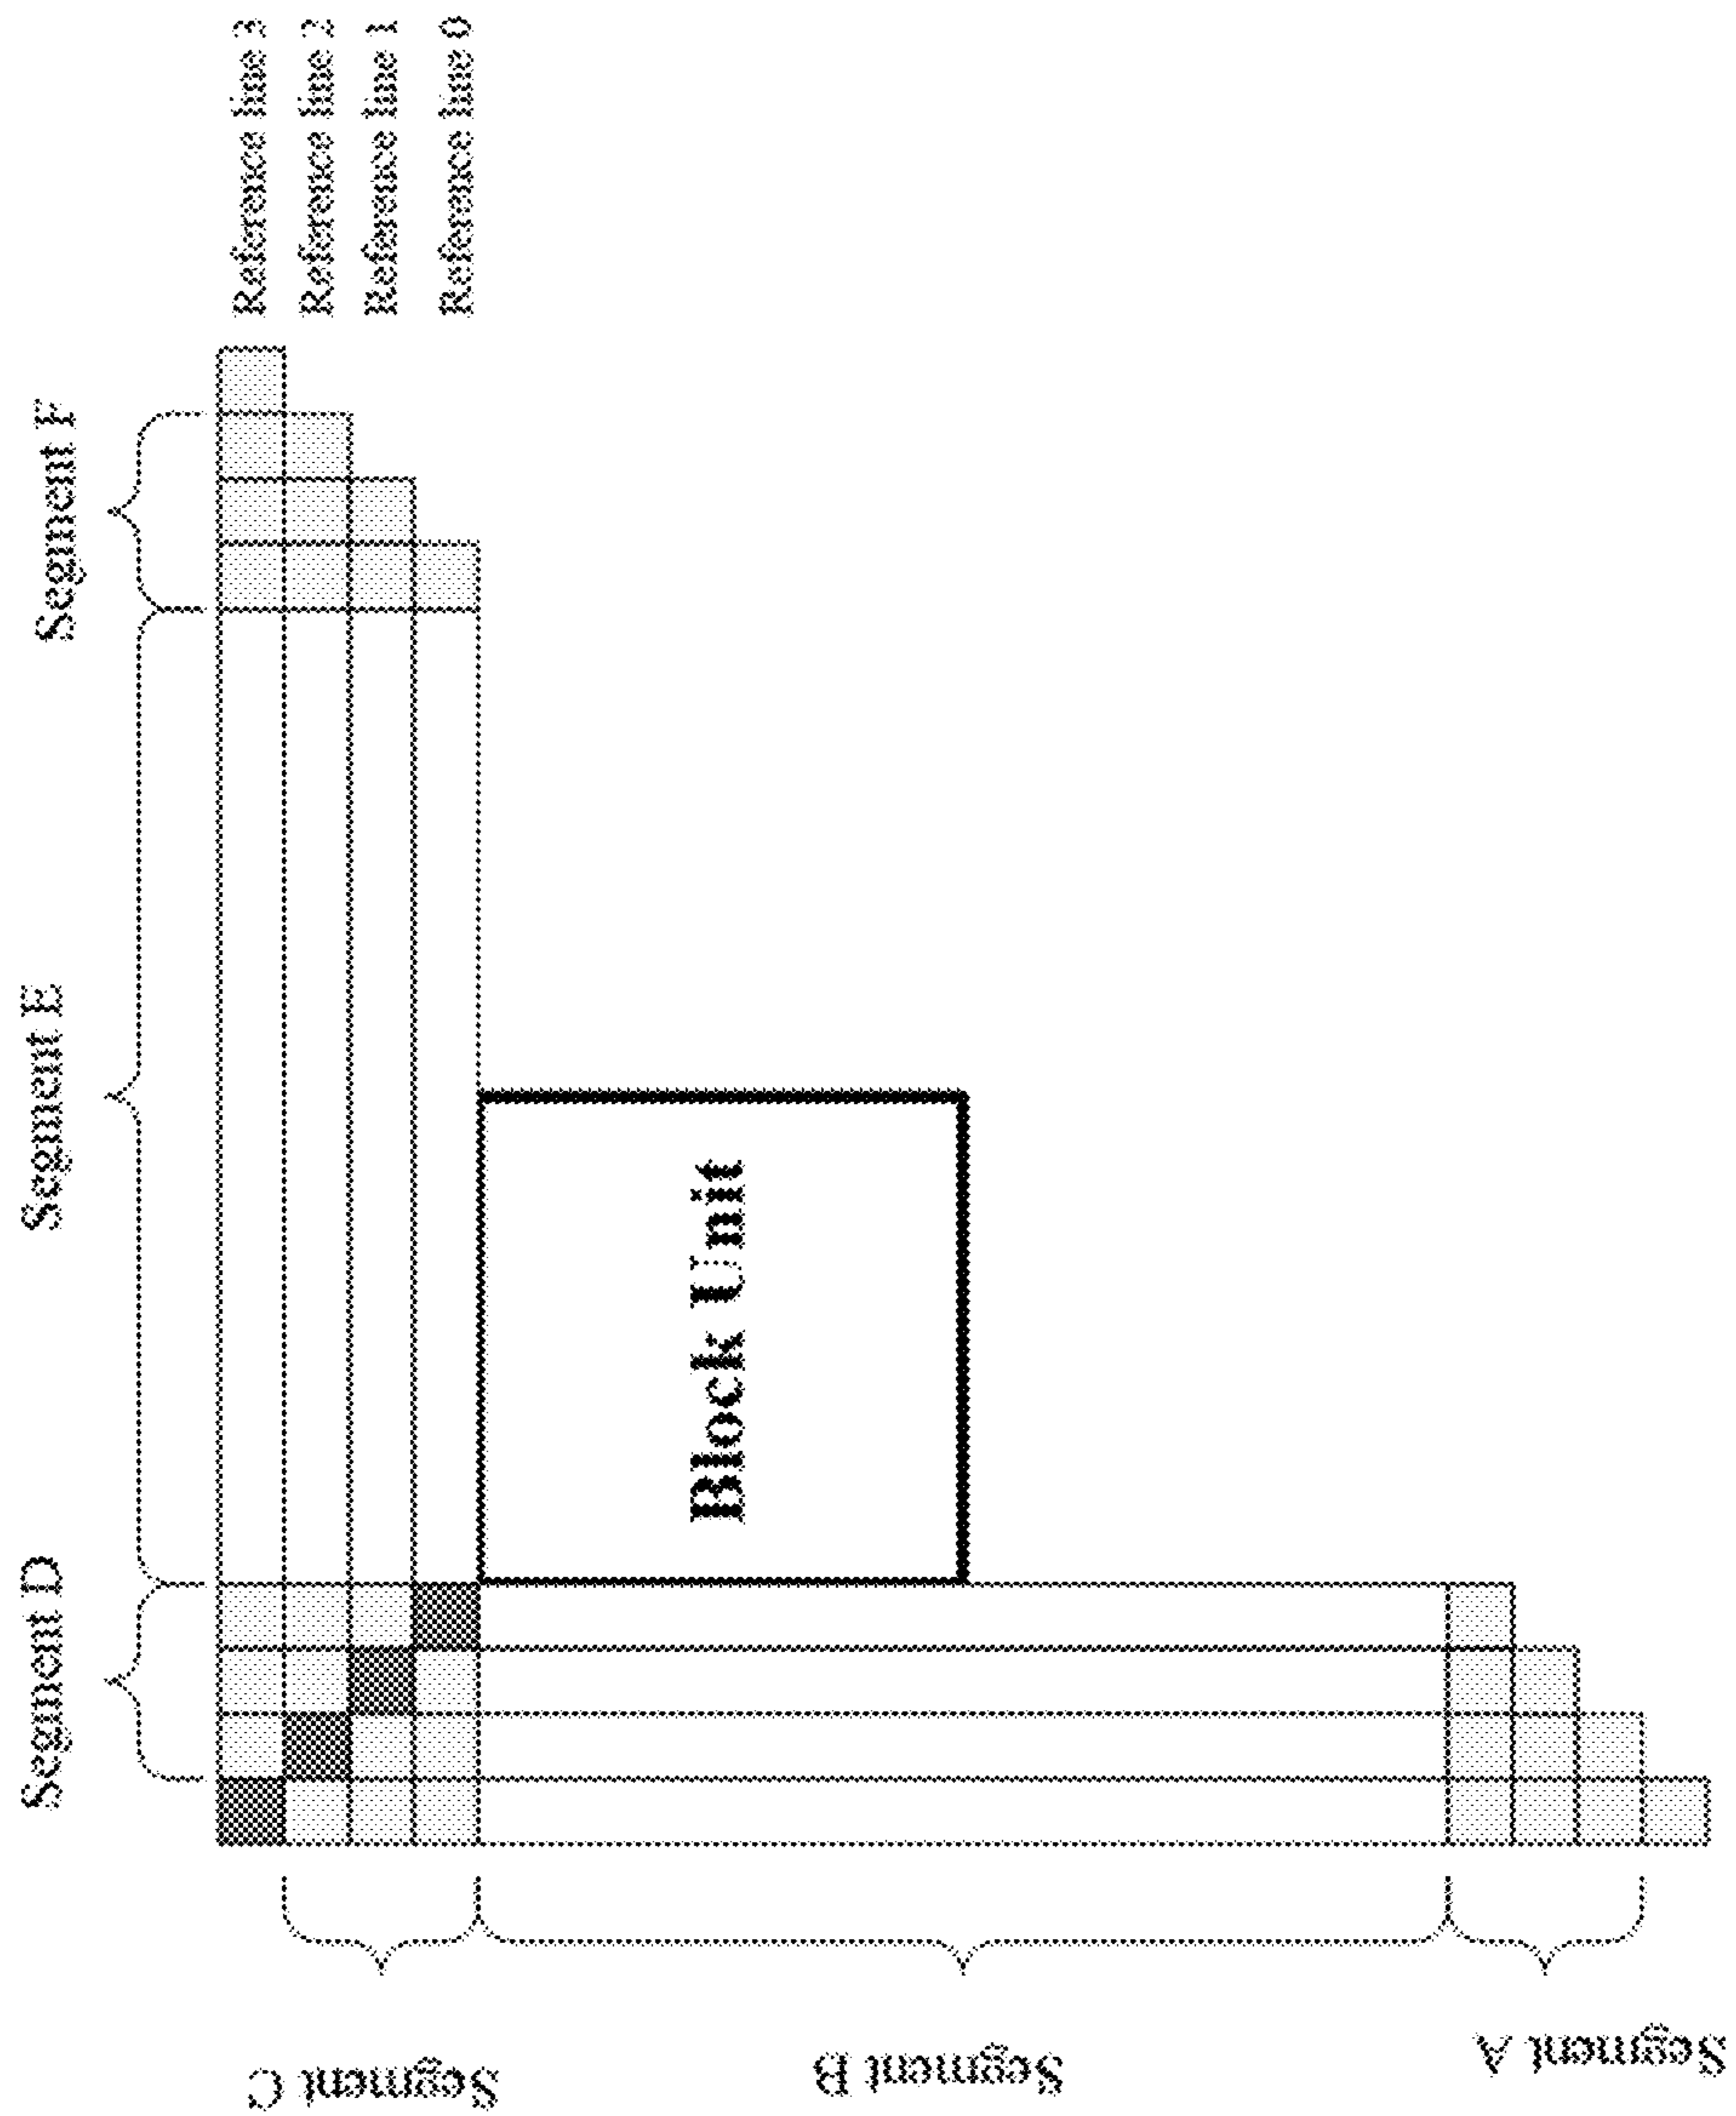 Segment D
Segment E
Segment F
Reference line 3
Reference line 2
Reference line 1
Reference line 0
Block Unit
Segment C
Segment B
Segment A